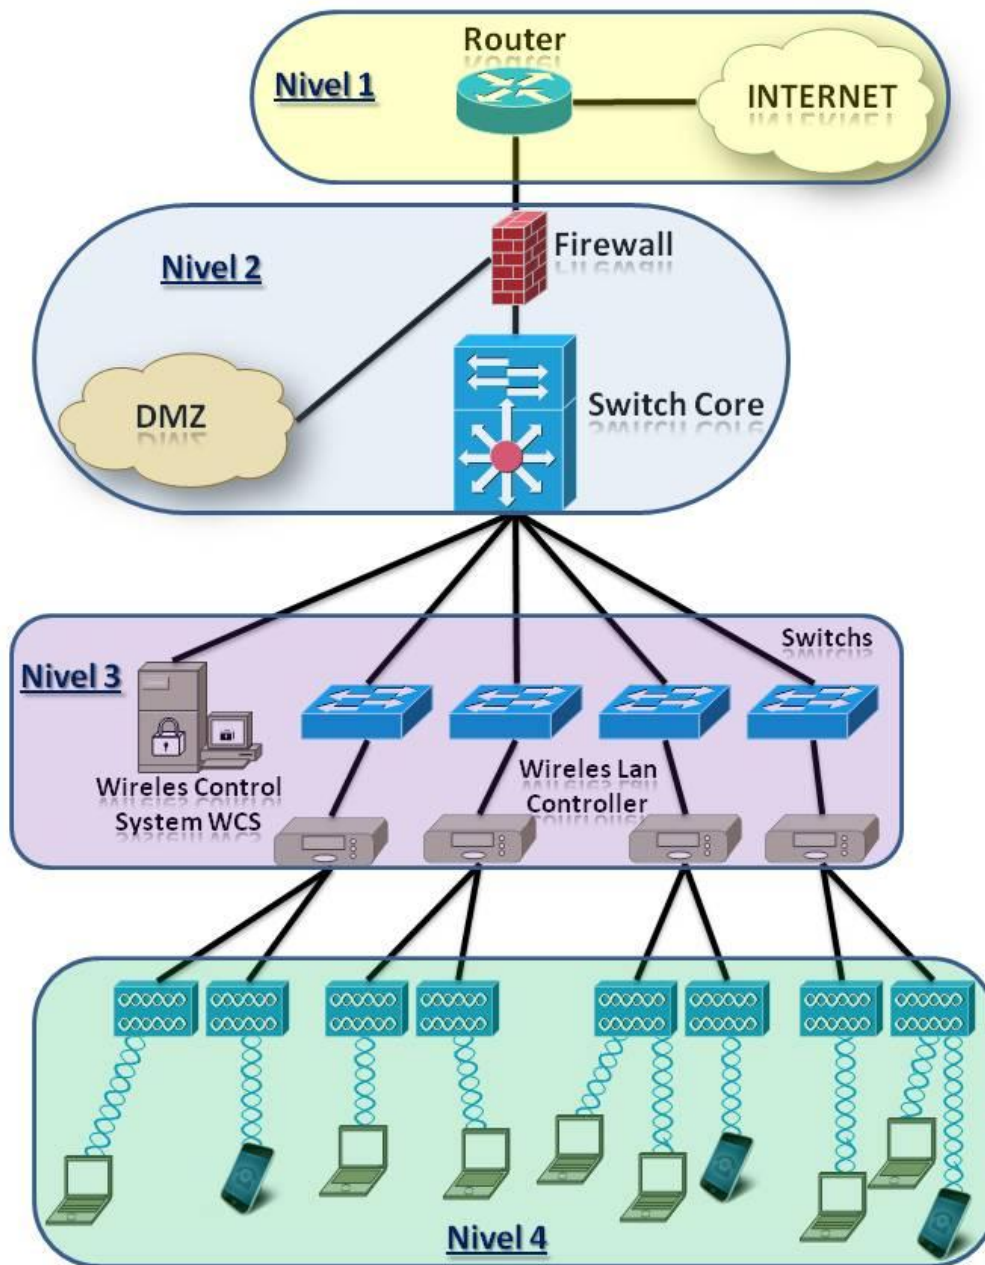 Router
Nivel 1
INTERNET
Nivel 2
Firewall
DMZ
Switch Core
Switchs
Nivel 3
Wireles Control
System WCS
Wireles Lan
Controller
Nivel 4